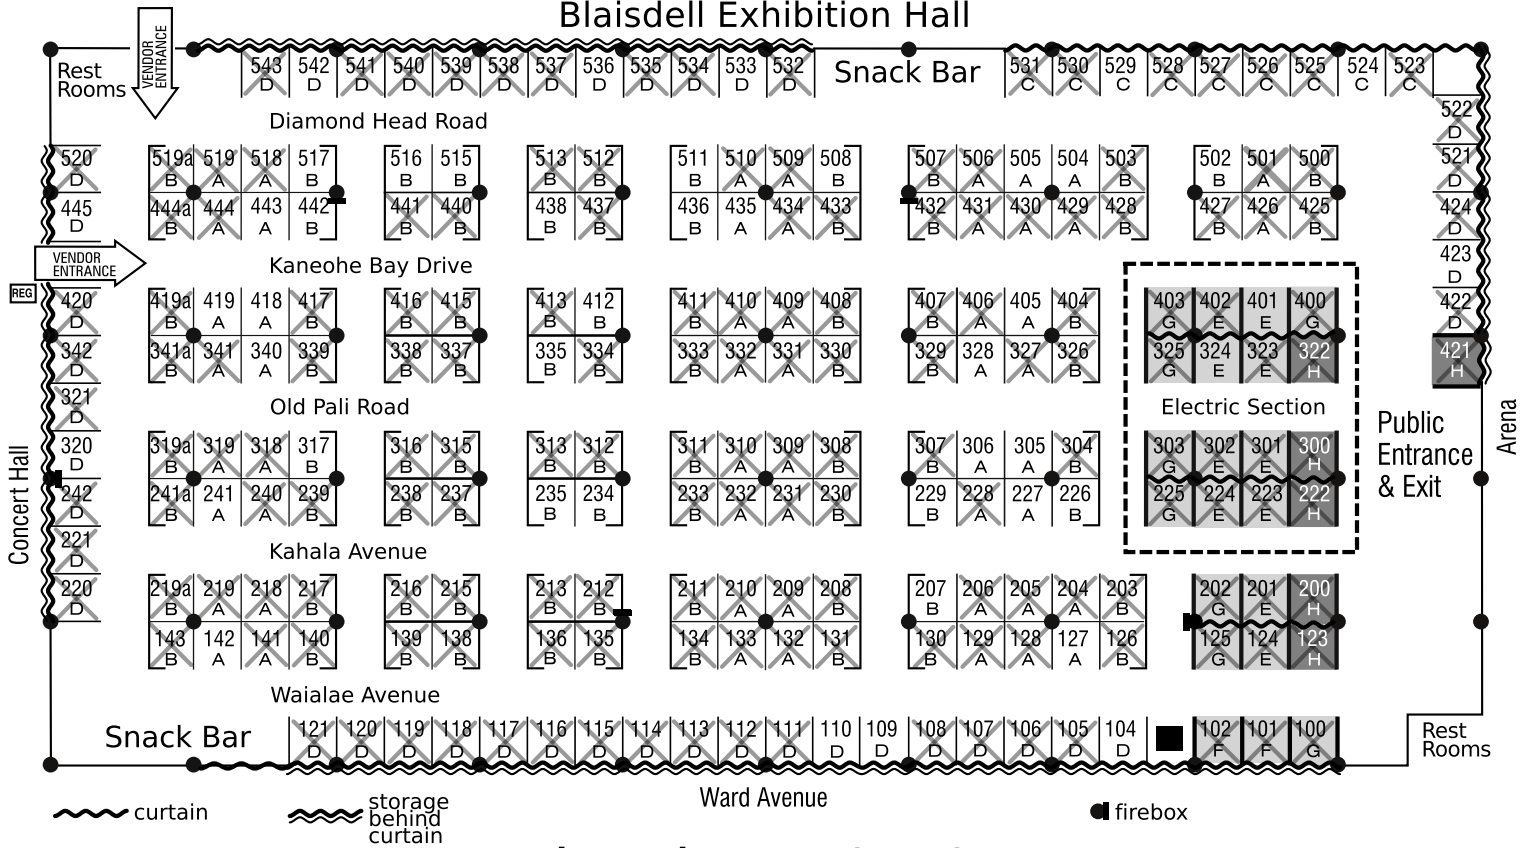 Blaisdell Exhibition Hall
VENDOR
ENTRANCE
Rest
Rooms
543 542 541 540 539 538 537 536 535 534 533 532
D D D D D D D D D D D D
Snack Bar
531 530 529 528 527 526 525 524 523
C C C C C C C C C
522
D
Diamond Head Road
520 519a 519 518 517 516 515 513 512 511 510 509 508 507 506 505 504 503 502 501 500 521
D B A A B B B B B B A A B B A A A B B A B D
445 444a 444 443 442 441 440 438 437 436 435 434 433 432 431 430 429 428 427 426 425 424
D B A A B B B B B B A A B B A A A B B A B D
VENDOR
ENTRANCE
Kaneohe Bay Drive
423
D
REG
420 419a 419 418 417 416 415 413 412 411 410 409 408 407 406 405 404 403 402 401 400 422
D B A A B B B B B B A A B B A A B G E E G D
342 341a 341 340 339 338 337 335 334 333 332 331 330 329 328 327 326 325 324 323 322 421
D B A A B B B B B B A A B B A A B G E E H H
321
D
Old Pali Road
Electric Section
Public
Entrance
& Exit
Arena
320 319a 319 318 317 316 315 313 312 311 310 309 308 307 306 305 304 303 302 301 300
D B A A B B B B B B A A B B A A B G E E H
242 241a 241 240 239 238 237 235 234 233 232 231 230 229 228 227 226 225 224 223 222
D B A A B B B B B B A A B B A A B G E E H
Concert Hall
221
D
Kahala Avenue
220 219a 219 218 217 216 215 213 212 211 210 209 208 207 206 205 204 203 202 201 200
D B A A B B B B B B A A B B A A A B G E H
143 142 141 140 139 138 136 135 134 133 132 131 130 129 128 127 126 125 124 123
B A A B B B B B B A A B B A A A B G E H
Waialae Avenue
Snack Bar
121 120 119 118 117 116 115 114 113 112 111 110 109 108 107 106 105 104 102 101 100
D D D D D D D D D D D D D D D D D D F F G
Rest
Rooms
curtain
storage
behind
curtain
Ward Avenue
firebox